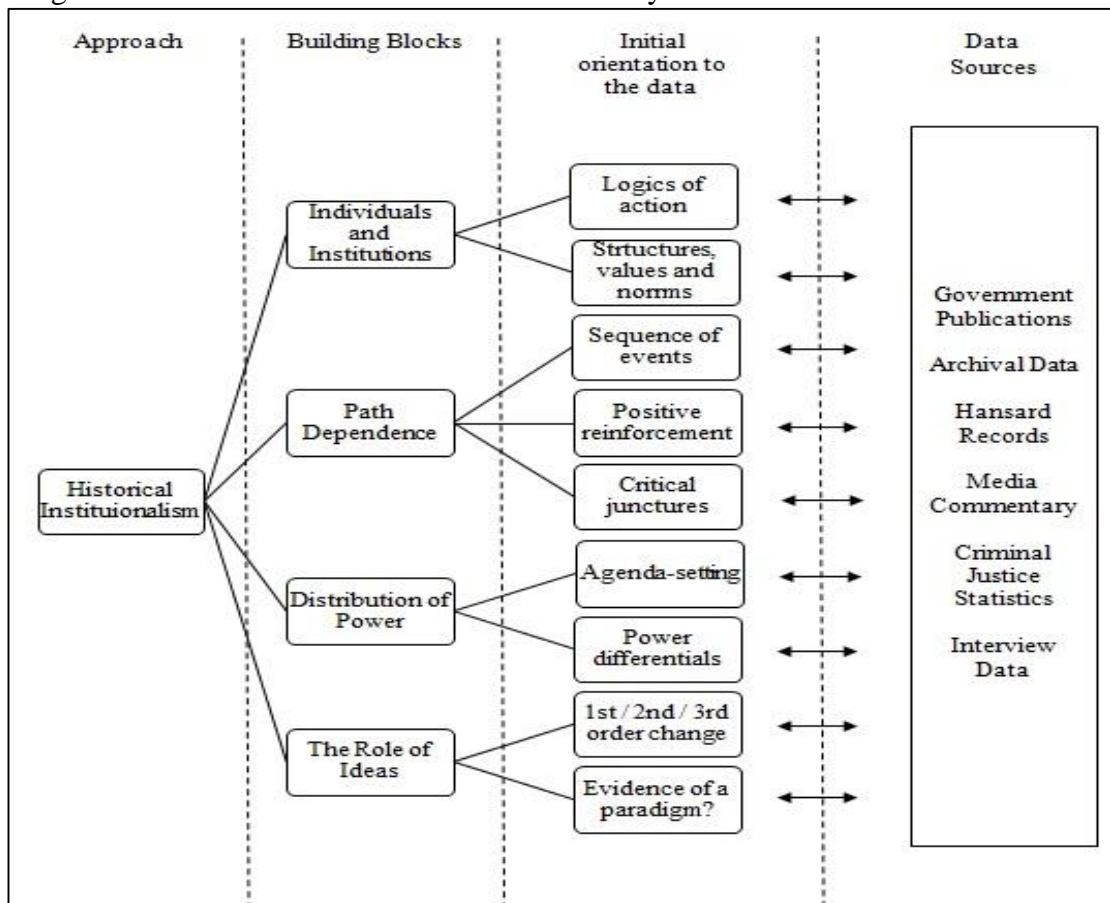 Approach
Building Blocks
Initial
orientation to
the data
Data
Sources
Individuals
and
Institutions
Path
Dependence
Historical
Instituionalism
Distribution of
Power
The Role of
Ideas
Logics of
action
Strtuctures,
values and
norrms
Sequence of
events
Positive
reinforcement
Critical
junctures
Agenda-setting
Power
differentials
1st / 2nd / 3rd
order change
Evidence of a
paradigm?
Government
Publications
Archival Data
Hansard
Records
Media
Commentary
Criminal
Justice
Statistics
Interview
Data